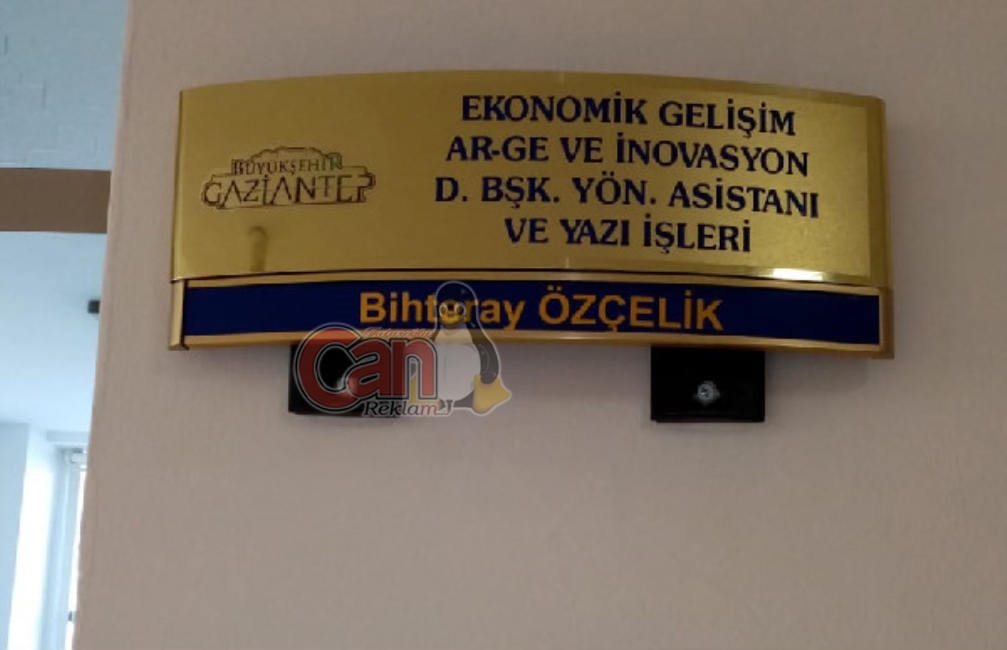 EKONOMİK GELİŞİM
AR-GE VE İNOVASYON
D. BŞK. YÖN. ASİSTANI
VE YAZI İŞLERİ
BÜYÜKŞEHİR
GAZİANTEP
Bihturay ÖZÇELİK
Can
Reklam